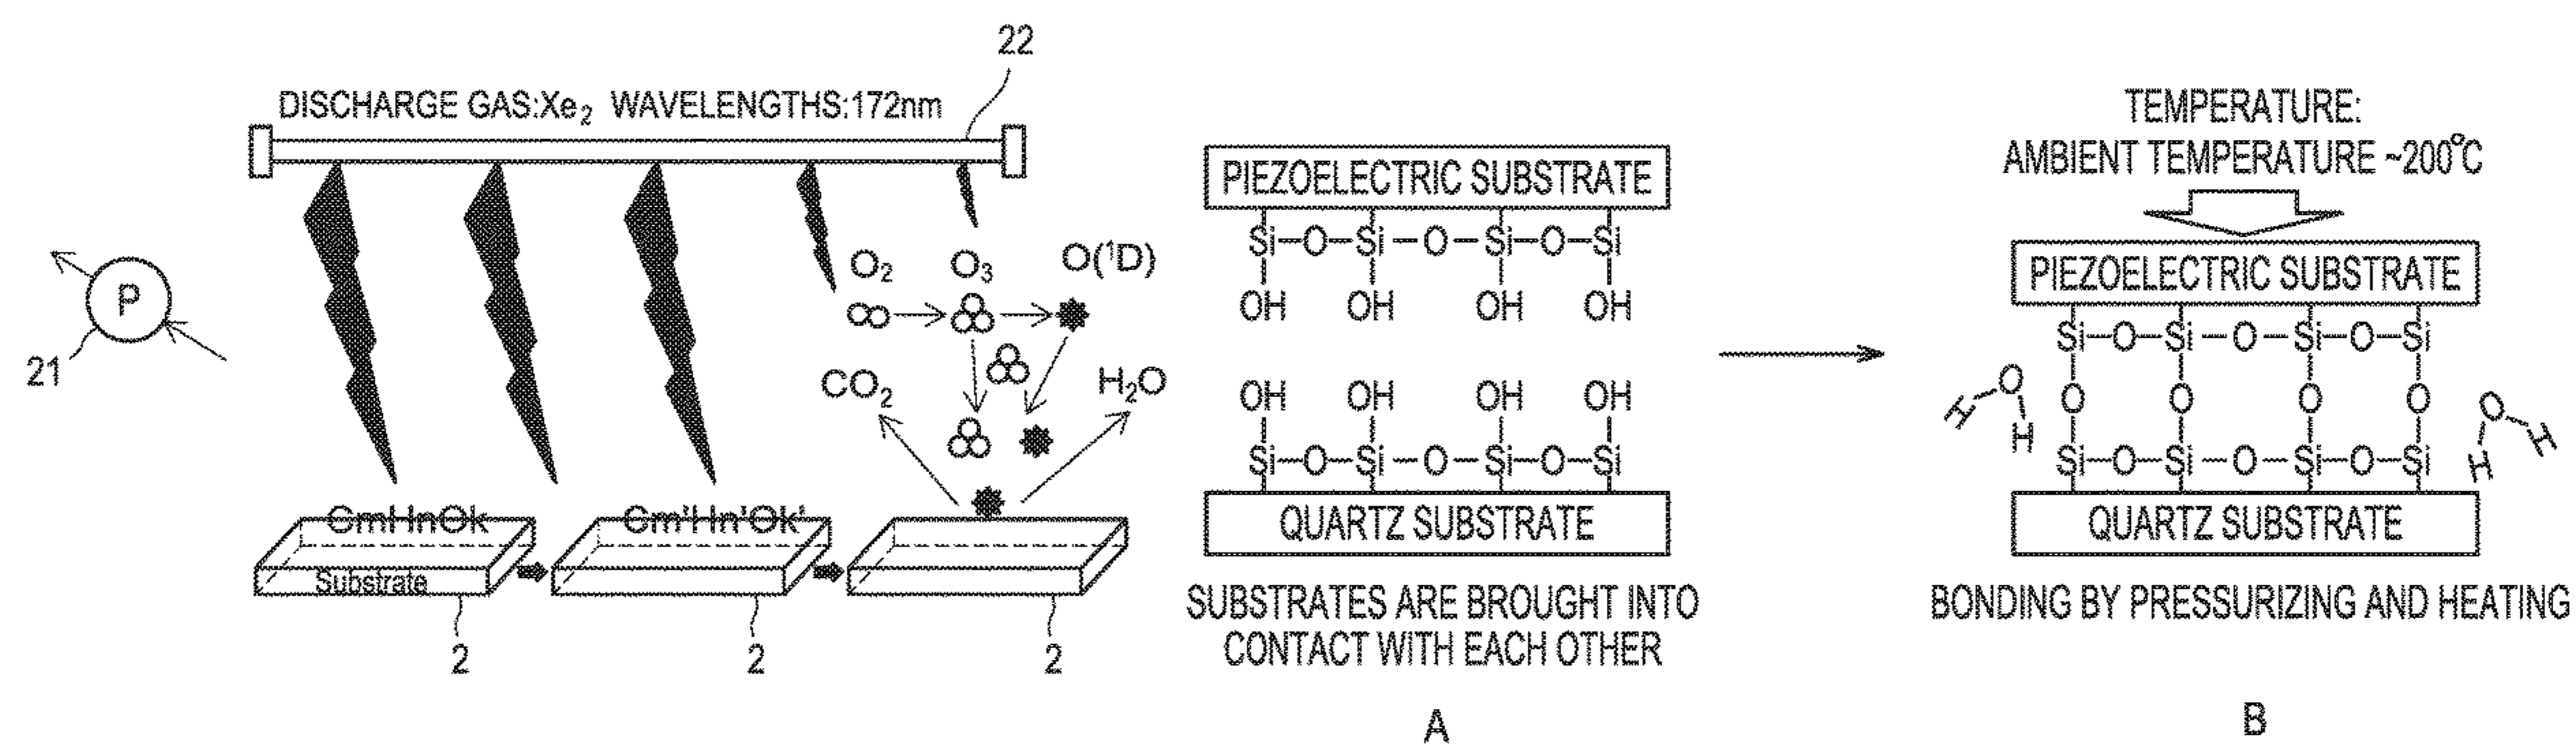 22
DISCHARGE GAS:Xe2 WAVELENGTHS:172nm
P
21
O2 O3 O(1D)
CO2 H2O
CmHnOk Cm'Hn'Ok'
Substrate
2 2 2
PIEZOELECTRIC SUBSTRATE
Si-O-Si-O-Si-O-Si
OH OH OH OH
OH OH OH OH
Si-O-Si-O-Si-O-Si
QUARTZ SUBSTRATE
SUBSTRATES ARE BROUGHT INTO
CONTACT WITH EACH OTHER
A
TEMPERATURE:
AMBIENT TEMPERATURE ~200°C
PIEZOELECTRIC SUBSTRATE
Si-O-Si-O-Si-O-Si
H O H O O O O H O H
Si-O-Si-O-Si-O-Si
QUARTZ SUBSTRATE
BONDING BY PRESSURIZING AND HEATING
B